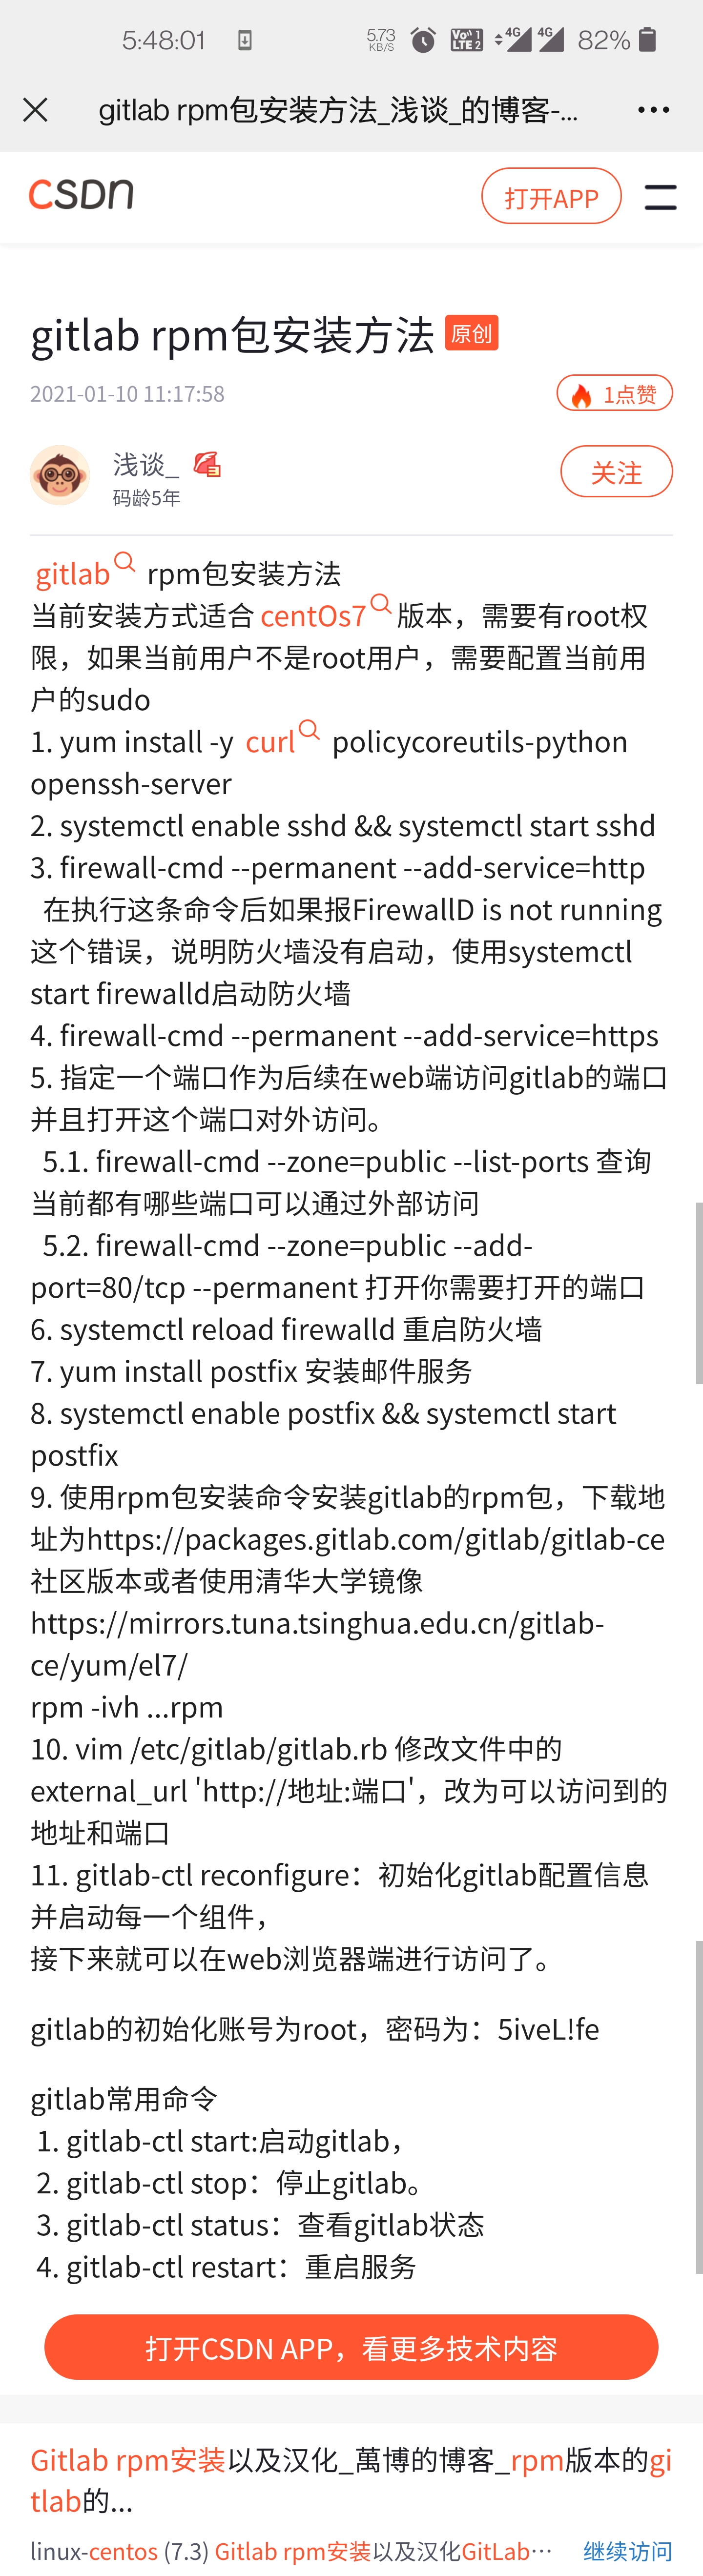 5:48:01
5.73 KB/S
VoLTE 1 2
4G 4G
82%
gitlab rpm包安装方法_浅谈_的博客-...
CSDN
打开APP
gitlab rpm包安装方法 原创
2021-01-10 11:17:58
1点赞
浅谈_
码龄5年
关注
gitlab rpm包安装方法
当前安装方式适合 centOs7 版本，需要有root权
限，如果当前用户不是root用户，需要配置当前用
户的sudo
1. yum install -y curl policycoreutils-python
openssh-server
2. systemctl enable sshd && systemctl start sshd
3. firewall-cmd --permanent --add-service=http
在执行这条命令后如果报FirewallD is not running
这个错误，说明防火墙没有启动，使用systemctl
start firewalld启动防火墙
4. firewall-cmd --permanent --add-service=https
5. 指定一个端口作为后续在web端访问gitlab的端口
并且打开这个端口对外访问。
5.1. firewall-cmd --zone=public --list-ports 查询
当前都有哪些端口可以通过外部访问
5.2. firewall-cmd --zone=public --add-
port=80/tcp --permanent 打开你需要打开的端口
6. systemctl reload firewalld 重启防火墙
7. yum install postfix 安装邮件服务
8. systemctl enable postfix && systemctl start
postfix
9. 使用rpm包安装命令安装gitlab的rpm包，下载地
址为https://packages.gitlab.com/gitlab/gitlab-ce
社区版本或者使用清华大学镜像
https://mirrors.tuna.tsinghua.edu.cn/gitlab-
ce/yum/el7/
rpm -ivh ...rpm
10. vim /etc/gitlab/gitlab.rb 修改文件中的
external_url 'http://地址:端口'，改为可以访问到的
地址和端口
11. gitlab-ctl reconfigure：初始化gitlab配置信息
并启动每一个组件，
接下来就可以在web浏览器端进行访问了。
gitlab的初始化账号为root，密码为：5iveL!fe
gitlab常用命令
1. gitlab-ctl start:启动gitlab，
2. gitlab-ctl stop：停止gitlab。
3. gitlab-ctl status：查看gitlab状态
4. gitlab-ctl restart：重启服务
打开CSDN APP，看更多技术内容
Gitlab rpm安装以及汉化_萬博的博客_rpm版本的gi
tlab的...
linux-centos (7.3) Gitlab rpm安装以及汉化GitLab… 继续访问